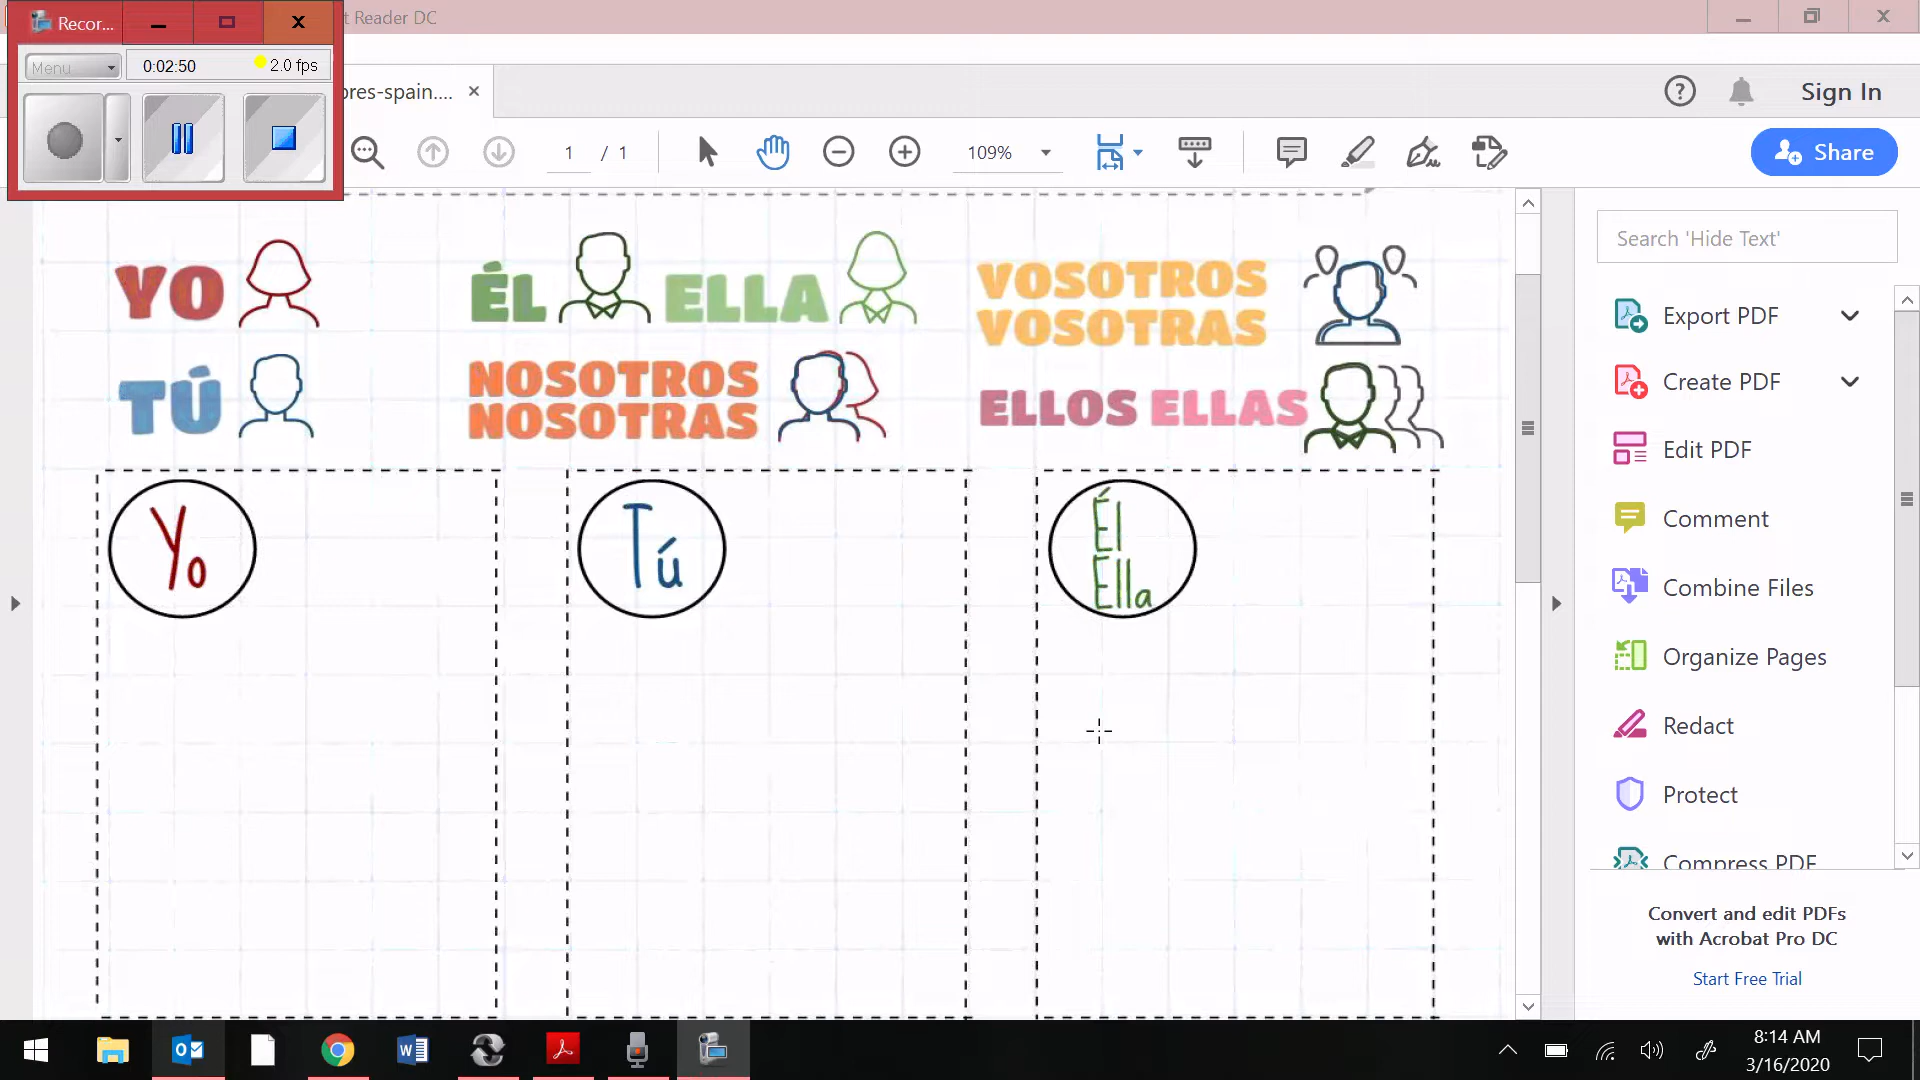 Recor...
t Reader DC
Menu
0:02:50
2.0 fps
ores-spain....
Sign In
1 / 1
109%
Share
YO
ÉL ELLA
VOSOTROS
VOSOTRAS
TÚ
NOSOTROS
NOSOTRAS
ELLOS ELLAS
Yo
Tú
Él
Ella
Search 'Hide Text'
Export PDF
Create PDF
Edit PDF
Comment
Combine Files
Organize Pages
Redact
Protect
Compress PDF
Convert and edit PDFs
with Acrobat Pro DC
Start Free Trial
8:14 AM
3/16/2020